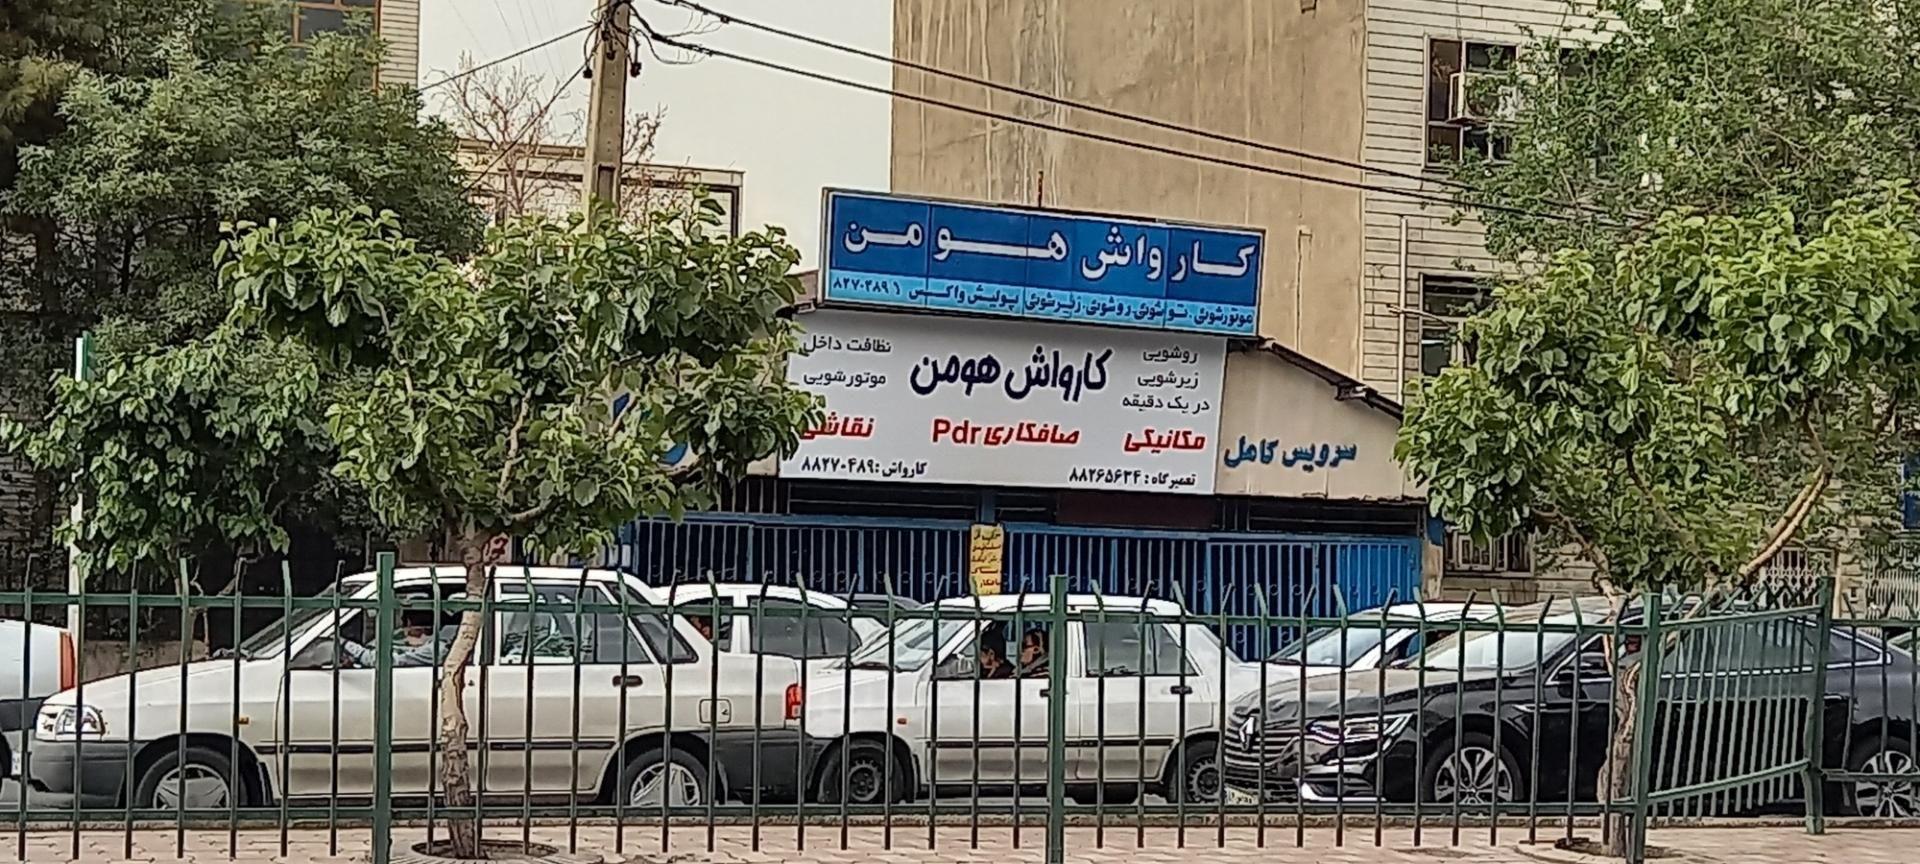 کارواش هومن
موتورشوئی.توشوئی.روشوئی.زیرشوئی پولیش واکس ۸۲۷۰۴۸۹۱
روشویی
زیرشویی
در یک دقیقه
کارواش هومن
نظافت داخل
موتورشویی
مکانیکی صافکاری Pdr نقاشی
تعمیرگاه : ۸۸۲۶۵۶۳۴ کارواش : ۸۸۲۷۰۴۸۹
سرویس کامل